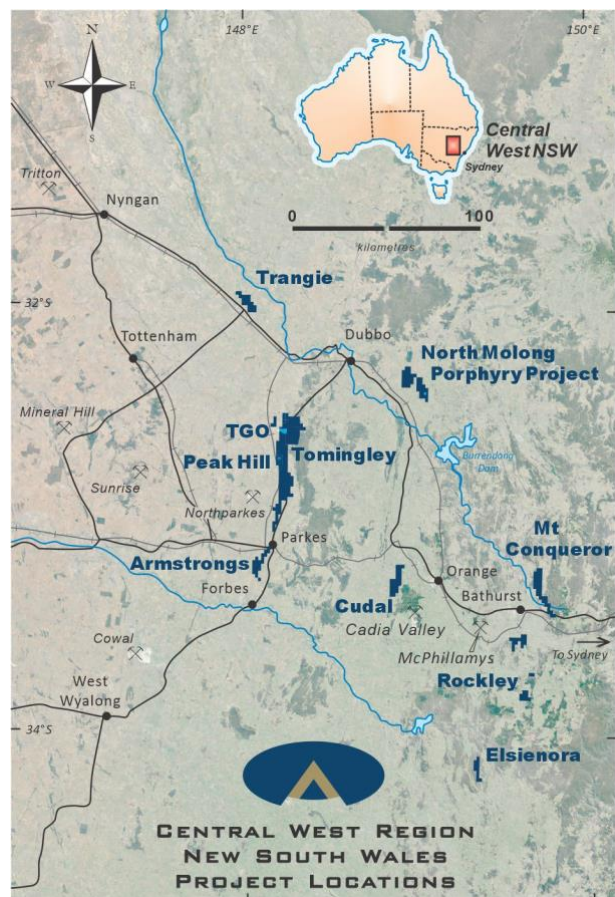 148°E
150°E
N
W
E
S
Central
West NSW
Sydney
Tritton
Nyngan
0
100
kilometres
Trangie
32°S
Dubbo
Tottenham
North Molong
Porphyry Project
Mineral Hill
TGO
Tomingley
Peak Hill
Burrendong
Dam
Sunrise
Northparkes
Parkes
Mt
Conqueror
Armstrongs
Orange
Forbes
Cudal
Bathurst
Cadia Valley
Cowal
McPhillamys
To Sydney
West
Wyalong
Rockley
34°S
Elsienora
CENTRAL WEST REGION
NEW SOUTH WALES
PROJECT LOCATIONS